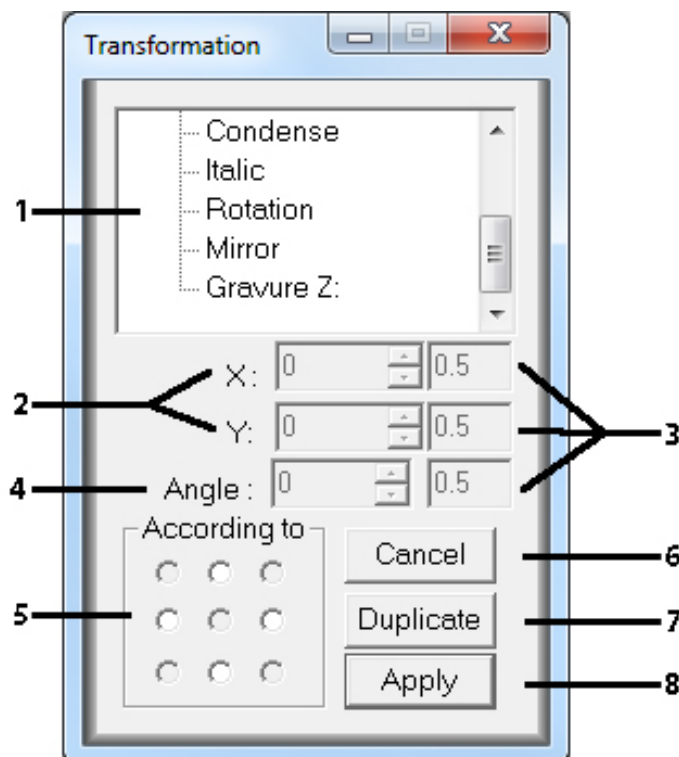 Transformation
Condense
Italic
1 Rotation
Mirror
Gravure Z:
X: 0 0.5
2
Y: 0 0.5 3
4 Angle : 0 0.5
According to
Cancel 6
5
Duplicate 7
Apply 8